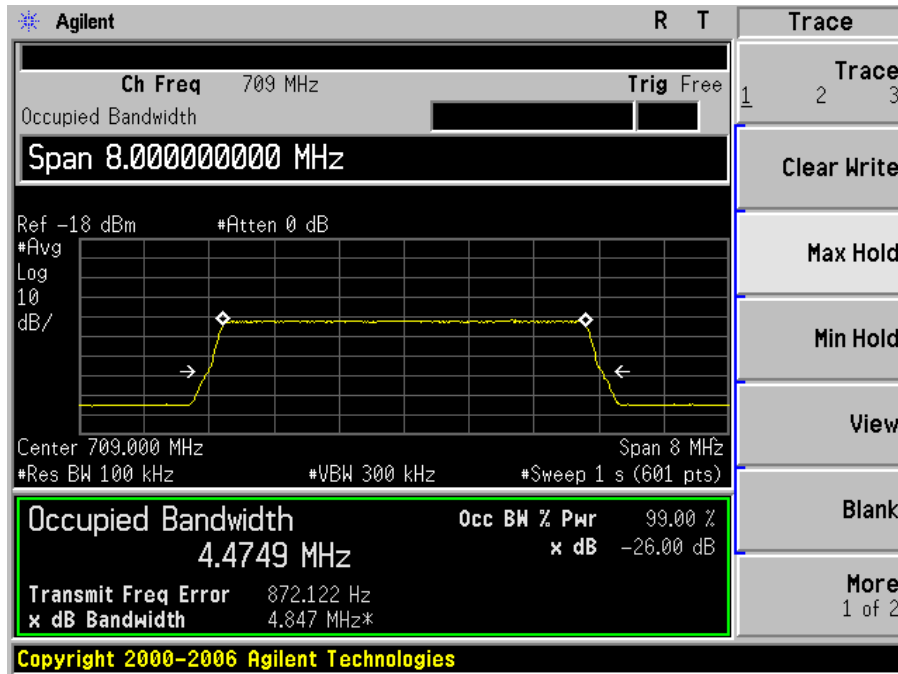 Agilent R T
Ch Freq 709 MHz Trig Free
Occupied Bandwidth
Span 8.000000000 MHz
Ref -18 dBm #Atten 0 dB
#Avg
Log
10
dB/
Center 709.000 MHz Span 8 MHz
#Res BW 100 kHz #VBW 300 kHz #Sweep 1 s (601 pts)
Occupied Bandwidth
4.4749 MHz
Occ BW % Pwr 99.00 %
x dB -26.00 dB
Transmit Freq Error 872.122 Hz
x dB Bandwidth 4.847 MHz*
Copyright 2000-2006 Agilent Technologies
Trace
Trace
1 2 3
Clear Write
Max Hold
Min Hold
View
Blank
More
1 of 2